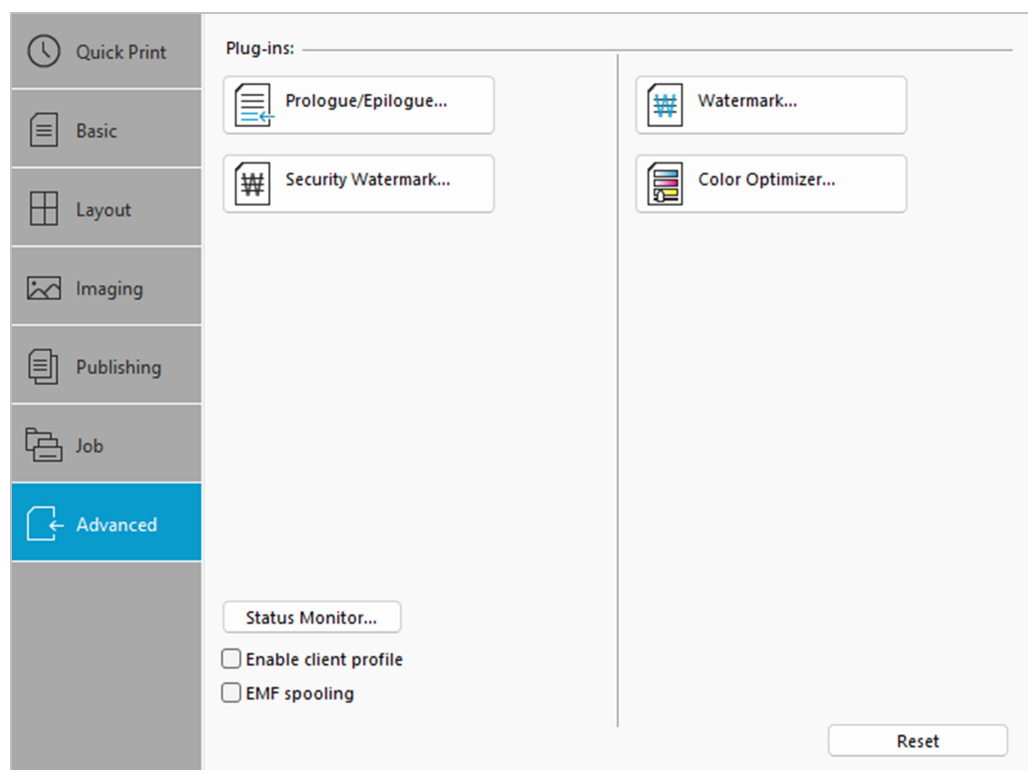 Quick Print
Basic
Layout
Imaging
Publishing
Job
Advanced
Plug-ins:
Prologue/Epilogue...
Watermark...
Security Watermark...
Color Optimizer...
Status Monitor...
Enable client profile
EMF spooling
Reset